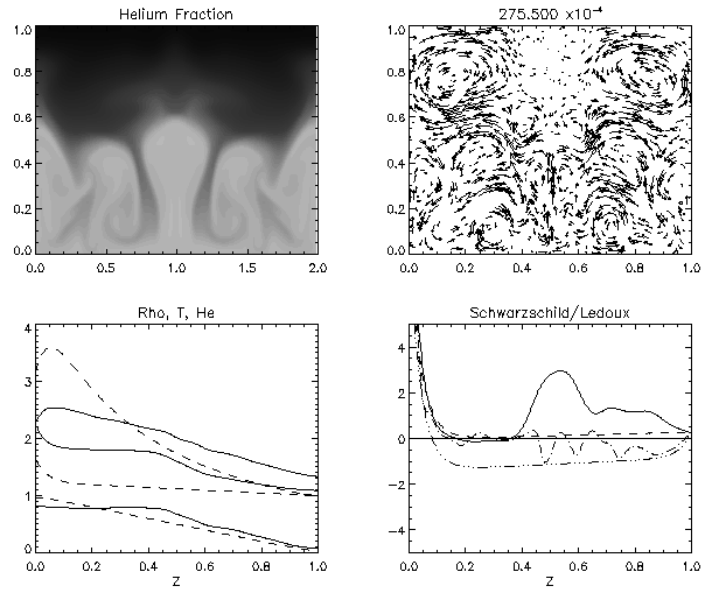 Helium Fraction
1.0
0.8
0.6
0.4
0.2
0.0
0.0 0.5 1.0 1.5 2.0
275.500 x10⁻⁴
1.0
0.8
0.6
0.4
0.2
0.0
0.0 0.2 0.4 0.6 0.8 1.0
Rho, T, He
4
3
2
1
0
0.0 0.2 0.4 0.6 0.8 1.0
Z
Schwarzschild/Ledoux
4
2
0
-2
-4
0.0 0.2 0.4 0.6 0.8 1.0
Z